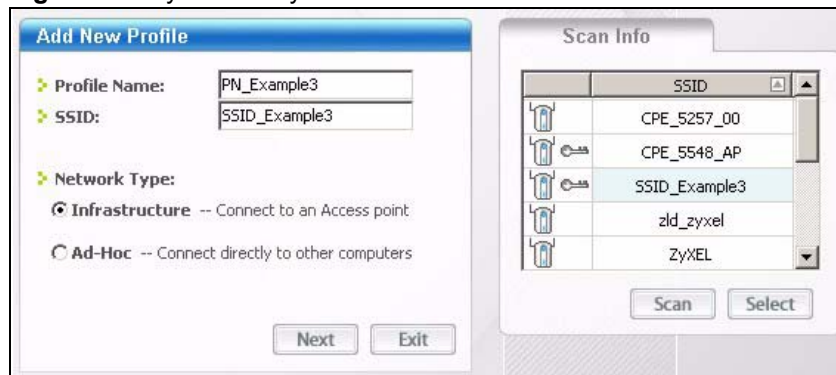 Add New Profile
Profile Name: PN_Example3
SSID: SSID_Example3
Network Type:
Infrastructure -- Connect to an Access point
Ad-Hoc -- Connect directly to other computers
Next Exit
Scan Info
SSID
CPE_5257_00
CPE_5548_AP
SSID_Example3
zld_zyxel
ZyXEL
Scan Select